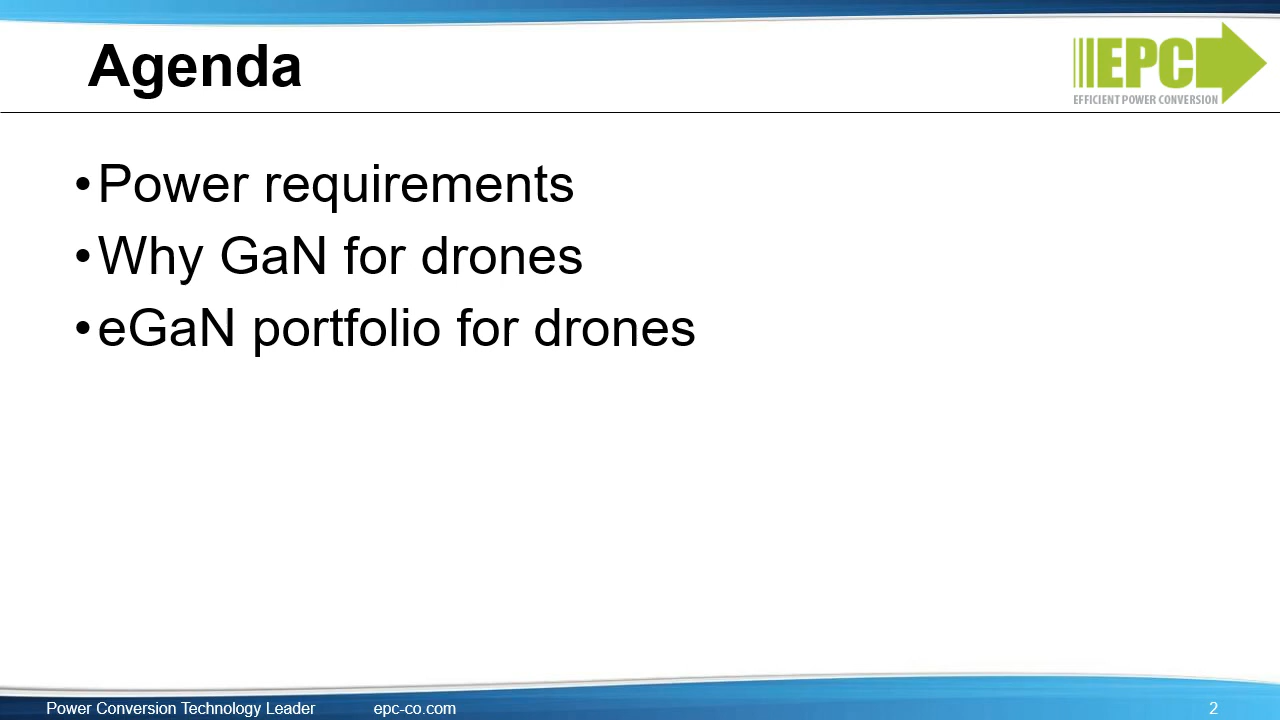 Agenda
EPC
EFFICIENT POWER CONVERSION
•Power requirements
•Why GaN for drones
•eGaN portfolio for drones
Power Conversion Technology Leader epc-co.com 2